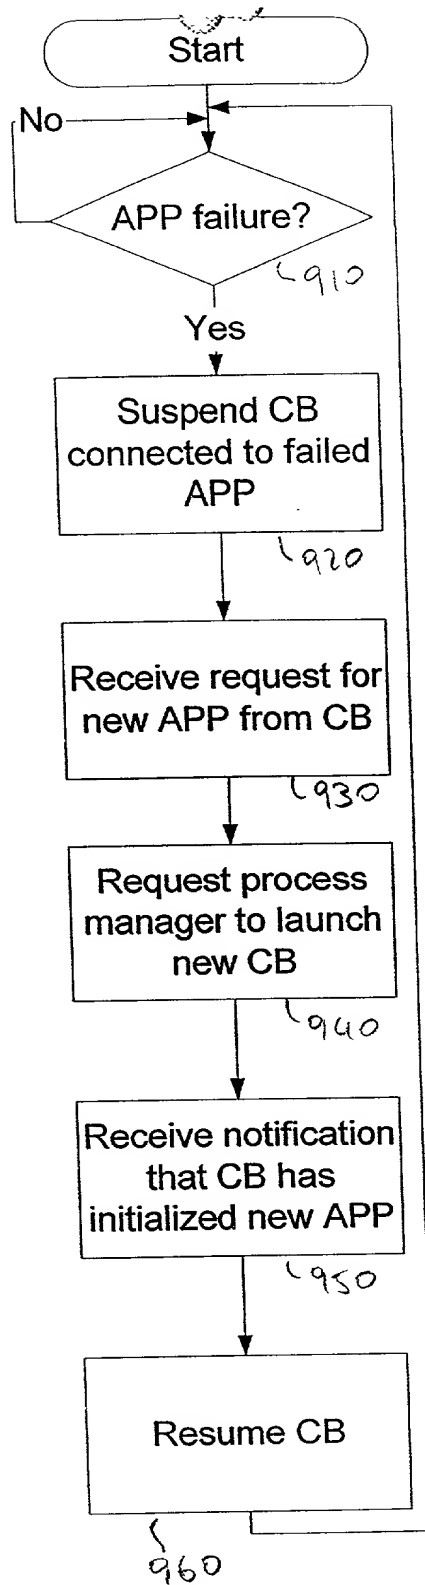 Start
No
APP failure?
910
Yes
Suspend CB
connected to failed
APP
920
Receive request for
new APP from CB
930
Request process
manager to launch
new CB
940
Receive notification
that CB has
initialized new APP
950
Resume CB
960